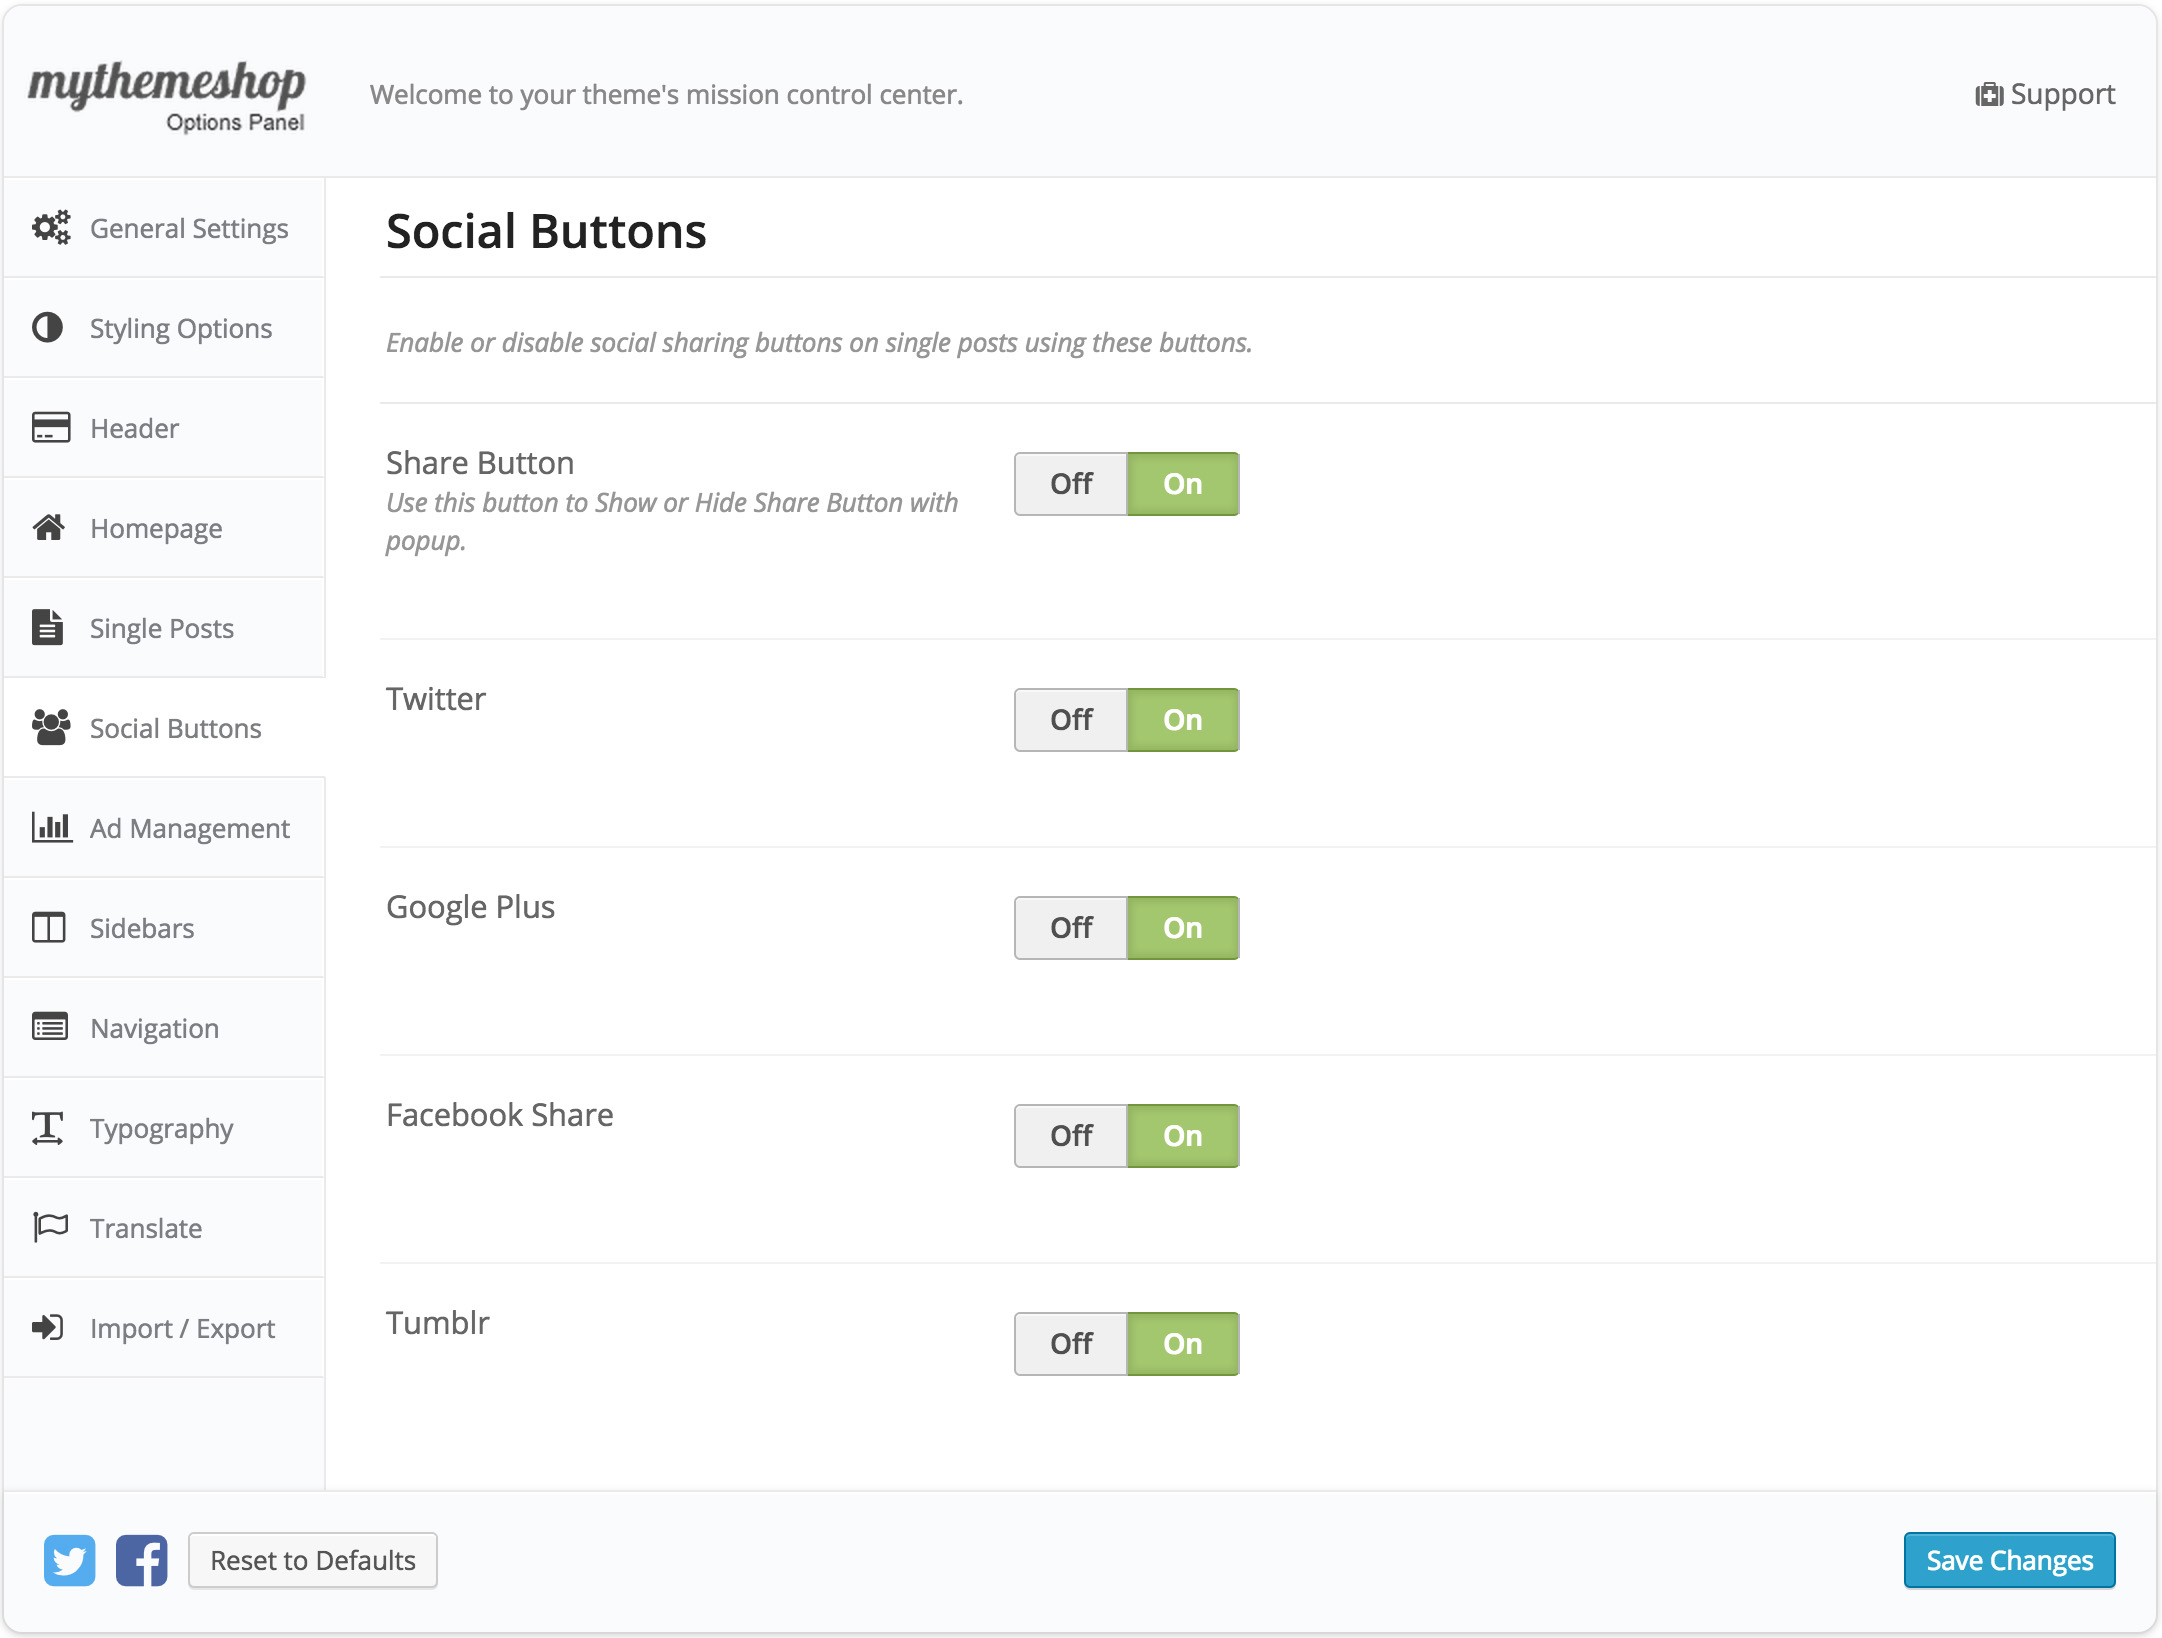 mythemeshop
Options Panel
Welcome to your theme's mission control center.
Support
General Settings
Styling Options
Header
Homepage
Single Posts
Social Buttons
Ad Management
Sidebars
Navigation
Typography
Translate
Import / Export
Social Buttons
Enable or disable social sharing buttons on single posts using these buttons.
Share Button
Use this button to Show or Hide Share Button with
popup.
Off On
Twitter
Off On
Google Plus
Off On
Facebook Share
Off On
Tumblr
Off On
Reset to Defaults
Save Changes